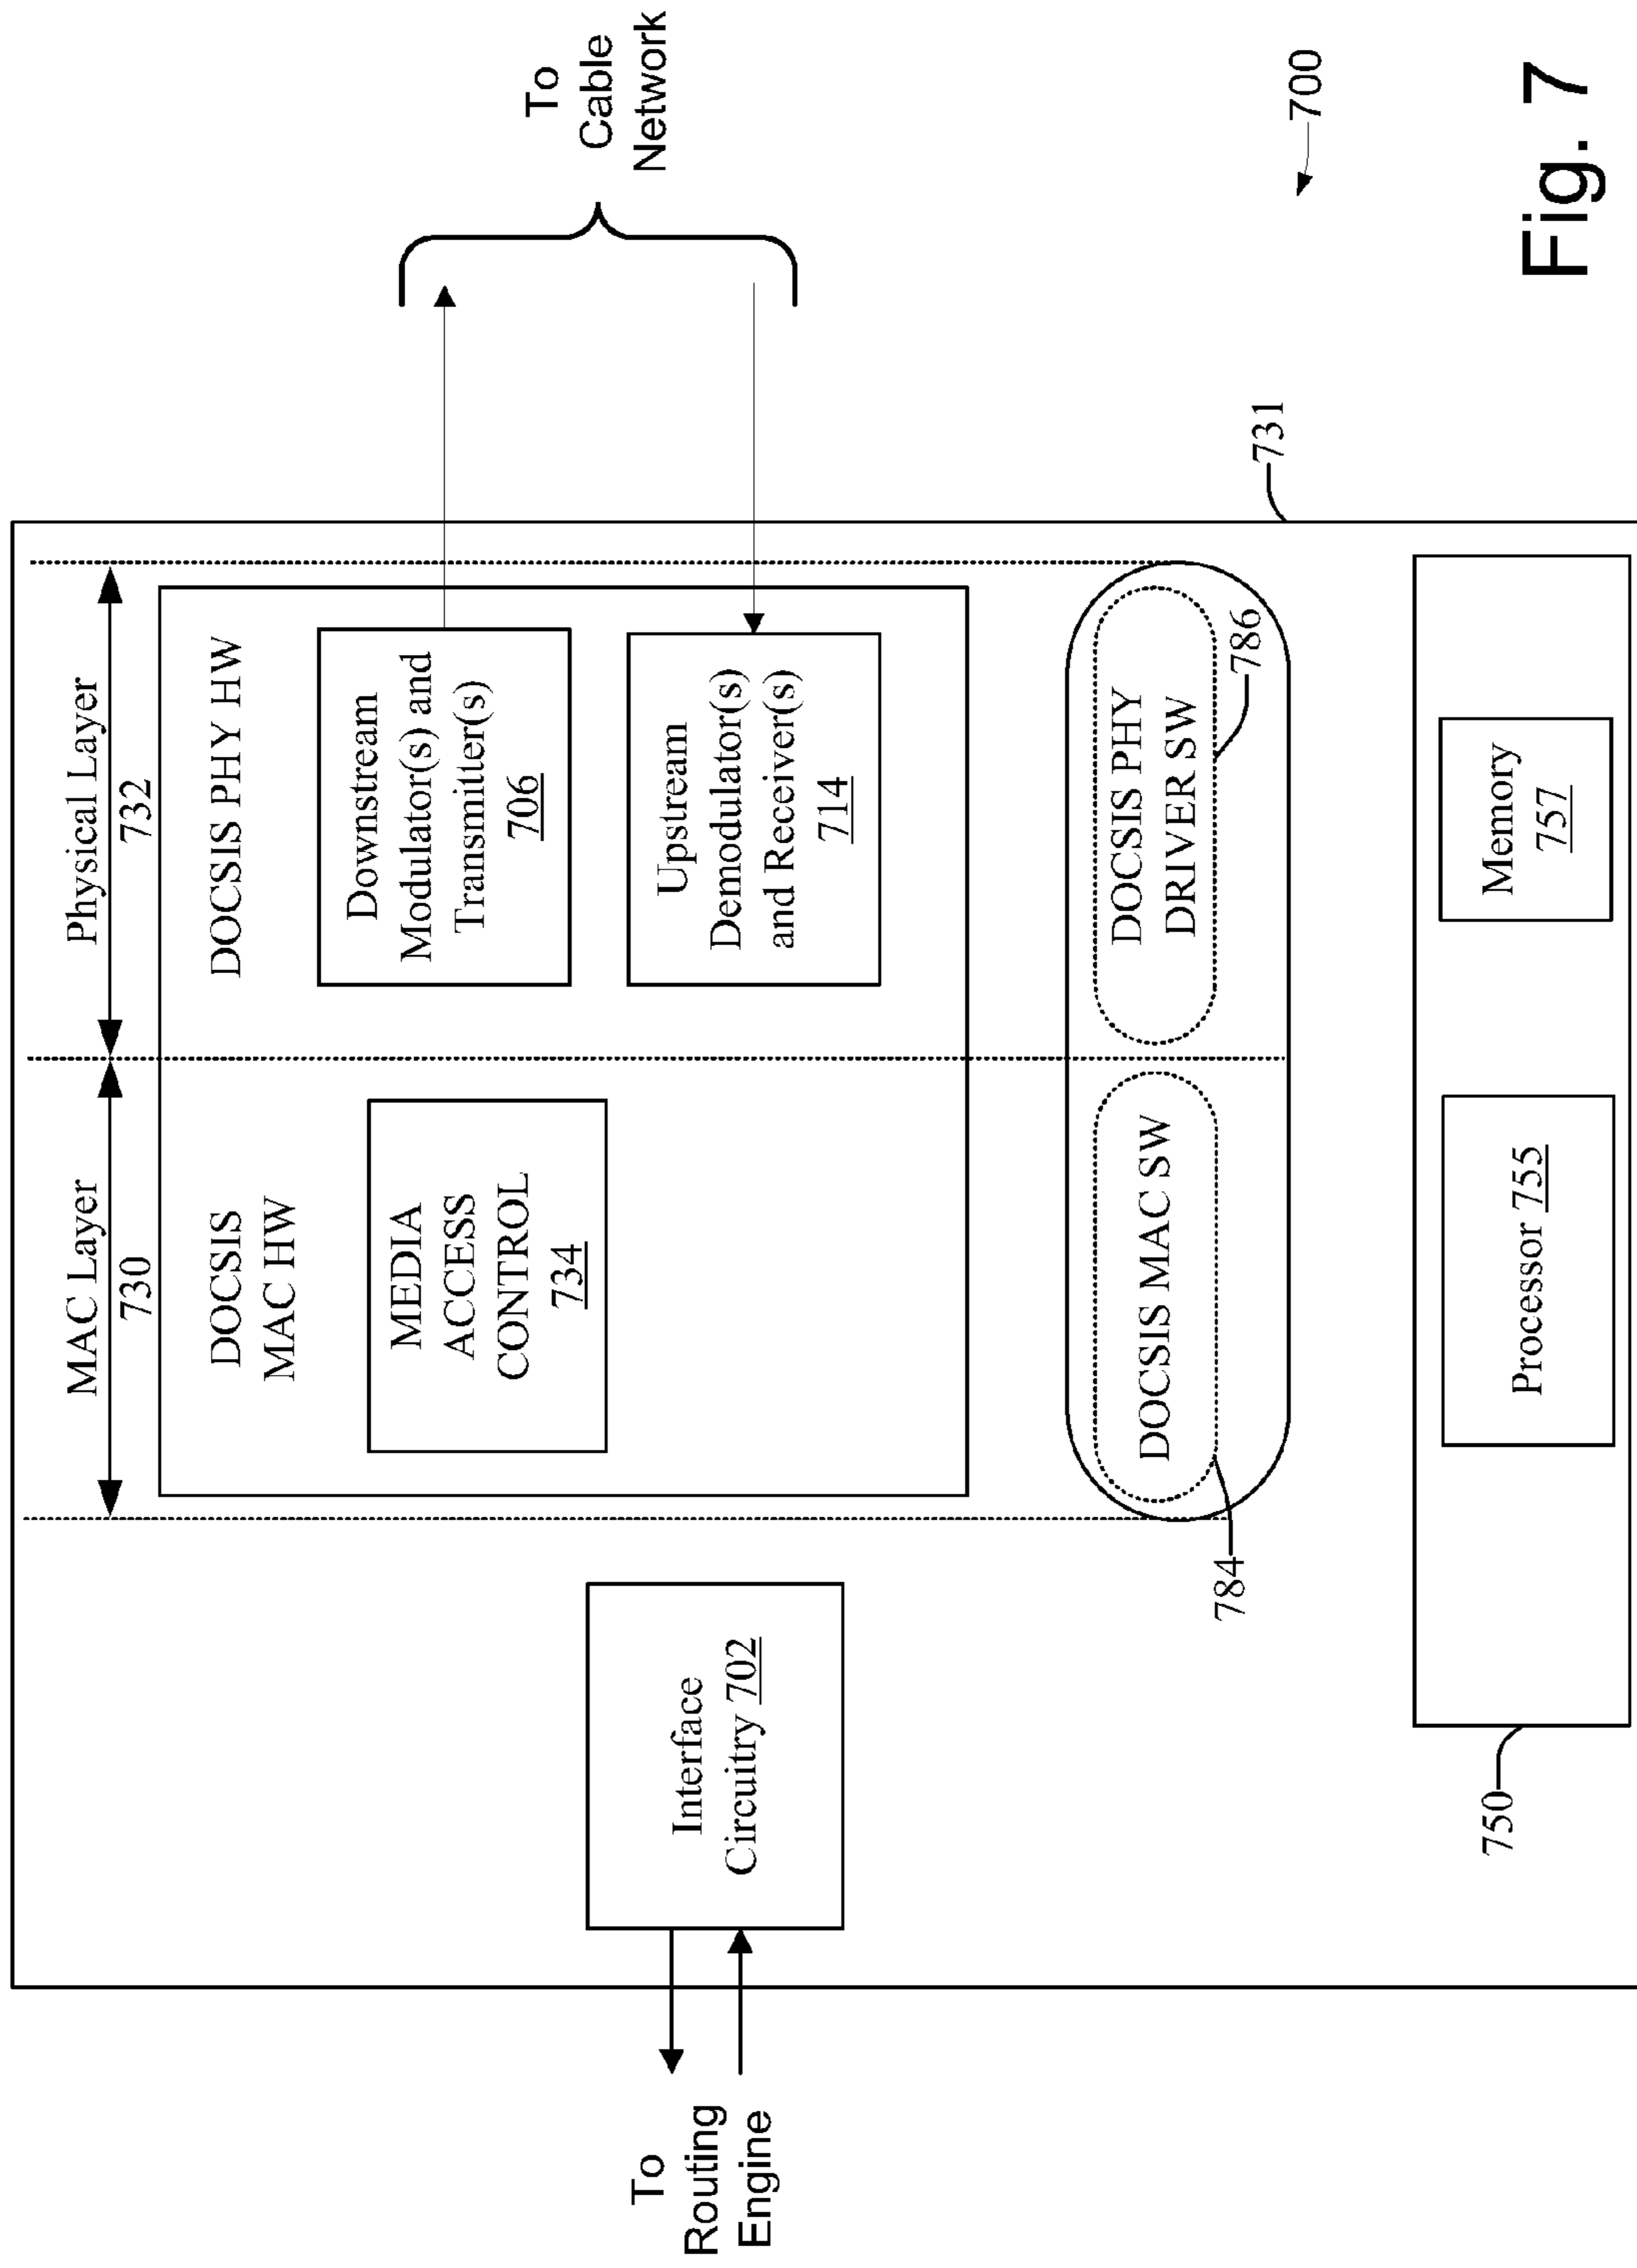 MAC Layer
730
Physical Layer
732
DOCSIS
MAC HW
DOCSIS PHY HW
MEDIA
ACCESS
CONTROL
734
Downstream
Modulator(s) and
Transmitter(s)
706
Upstream
Demodulator(s)
and Receiver(s)
714
To
Cable
Network
Interface
Circuitry 702
To
Routing
Engine
DOCSIS MAC SW
784
DOCSIS PHY
DRIVER SW
786
731
700
750
Processor 755
Memory
757
Fig. 7